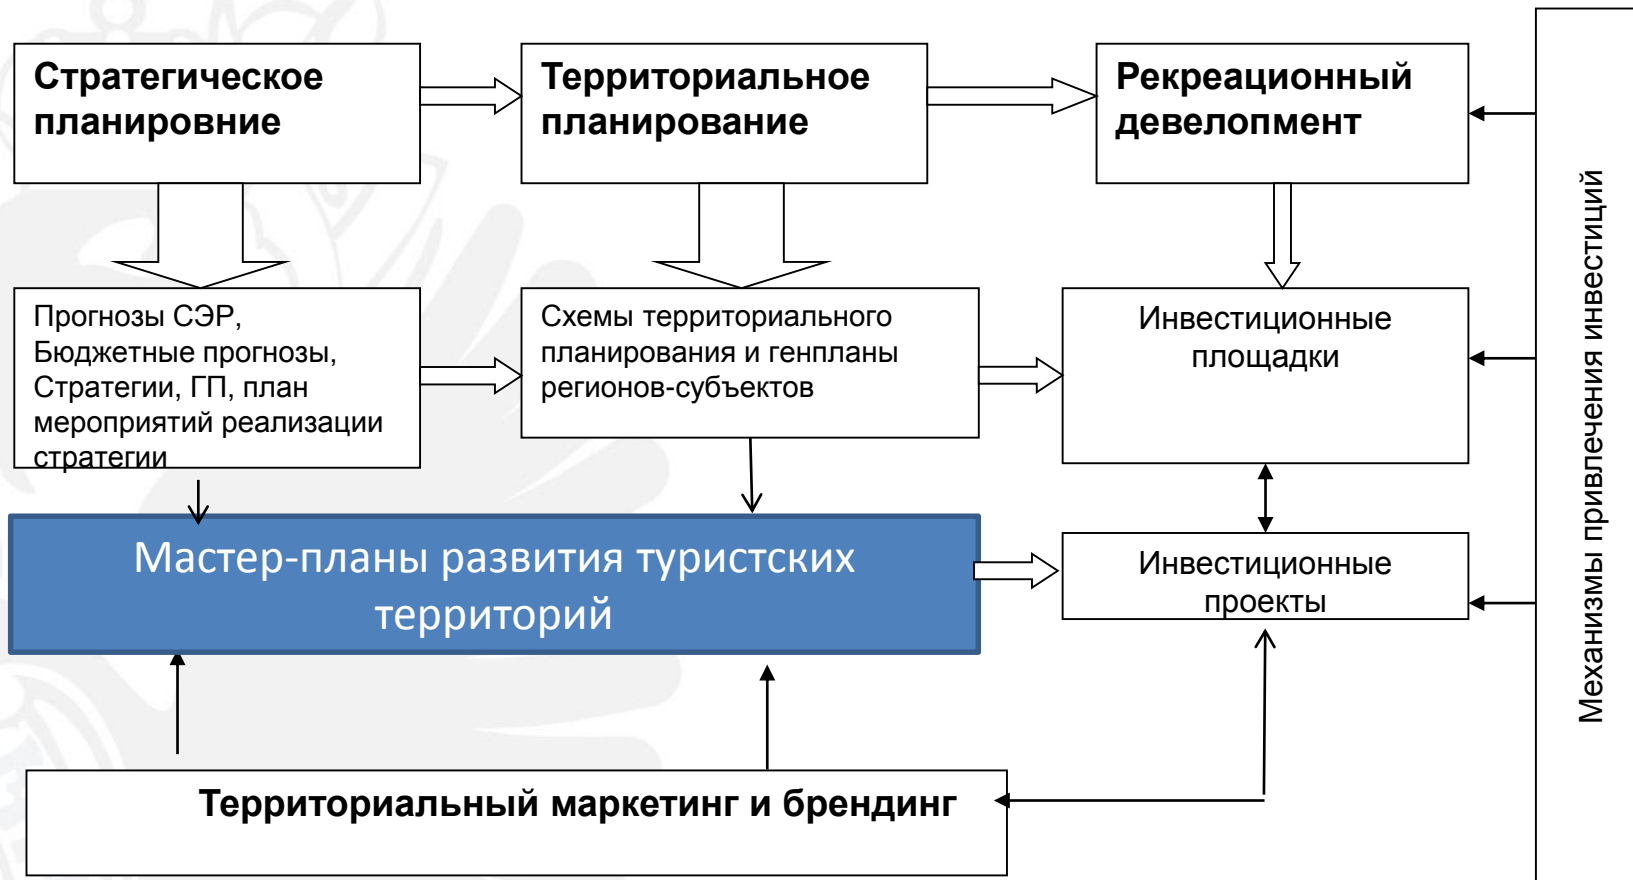 Стратегическое
планировние
Территориальное
планирование
Рекреационный
девелопмент
Прогнозы СЭР,
Бюджетные прогнозы,
Стратегии, ГП, план
мероприятий реализации
стратегии
Схемы территориального
планирования и генпланы
регионов-субъектов
Инвестиционные
площадки
Мастер-планы развития туристских
территорий
Инвестиционные
проекты
Территориальный маркетинг и брендинг
Механизмы привлечения инвестиций